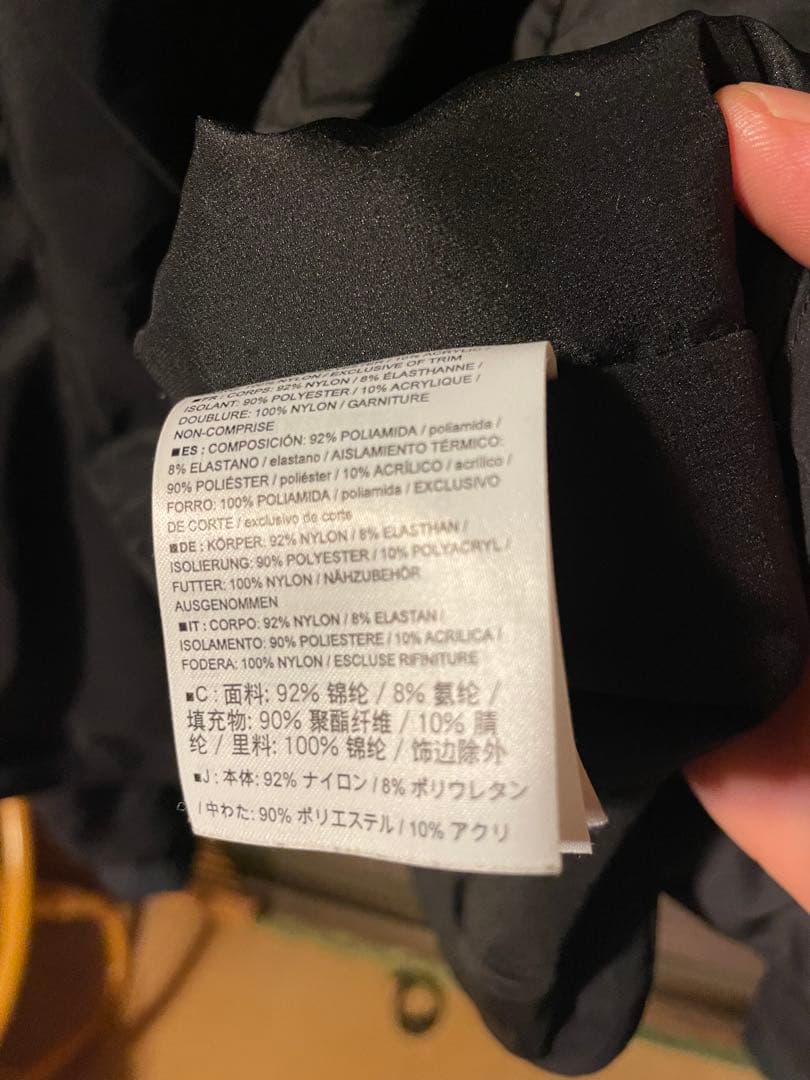 100% NYLON / EXCLUSIVE OF TRIM
■FR : CORPS: 92% NYLON / 8% ÉLASTHANNE /
ISOLANT: 90% POLYESTER / 10% ACRYLIQUE /
DOUBLURE: 100% NYLON / GARNITURE
NON-COMPRISE
■ES : COMPOSICIÓN: 92% POLIAMIDA / poliamida /
8% ELASTANO / elastano / AISLAMIENTO TÉRMICO:
90% POLIÉSTER / poliéster / 10% ACRÍLICO / acrílico /
FORRO: 100% POLIAMIDA / poliamida / EXCLUSIVO
DE CORTE / exclusivo de corte
■DE : KÖRPER: 92% NYLON / 8% ELASTHAN /
ISOLIERUNG: 90% POLYESTER / 10% POLYACRYL /
FUTTER: 100% NYLON / NÄHZUBEHÖR
AUSGENOMMEN
■IT : CORPO: 92% NYLON / 8% ELASTAN /
ISOLAMENTO: 90% POLIESTERE / 10% ACRILICA /
FODERA: 100% NYLON / ESCLUSE RIFINITURE
■C : 面料: 92% 锦纶 / 8% 氨纶 /
填充物: 90% 聚酯纤维 / 10% 腈
纶 / 里料: 100% 锦纶 / 饰边除外
■J : 本体: 92% ナイロン / 8% ポリウレタン
/ 中わた: 90% ポリエステル / 10% アクリ